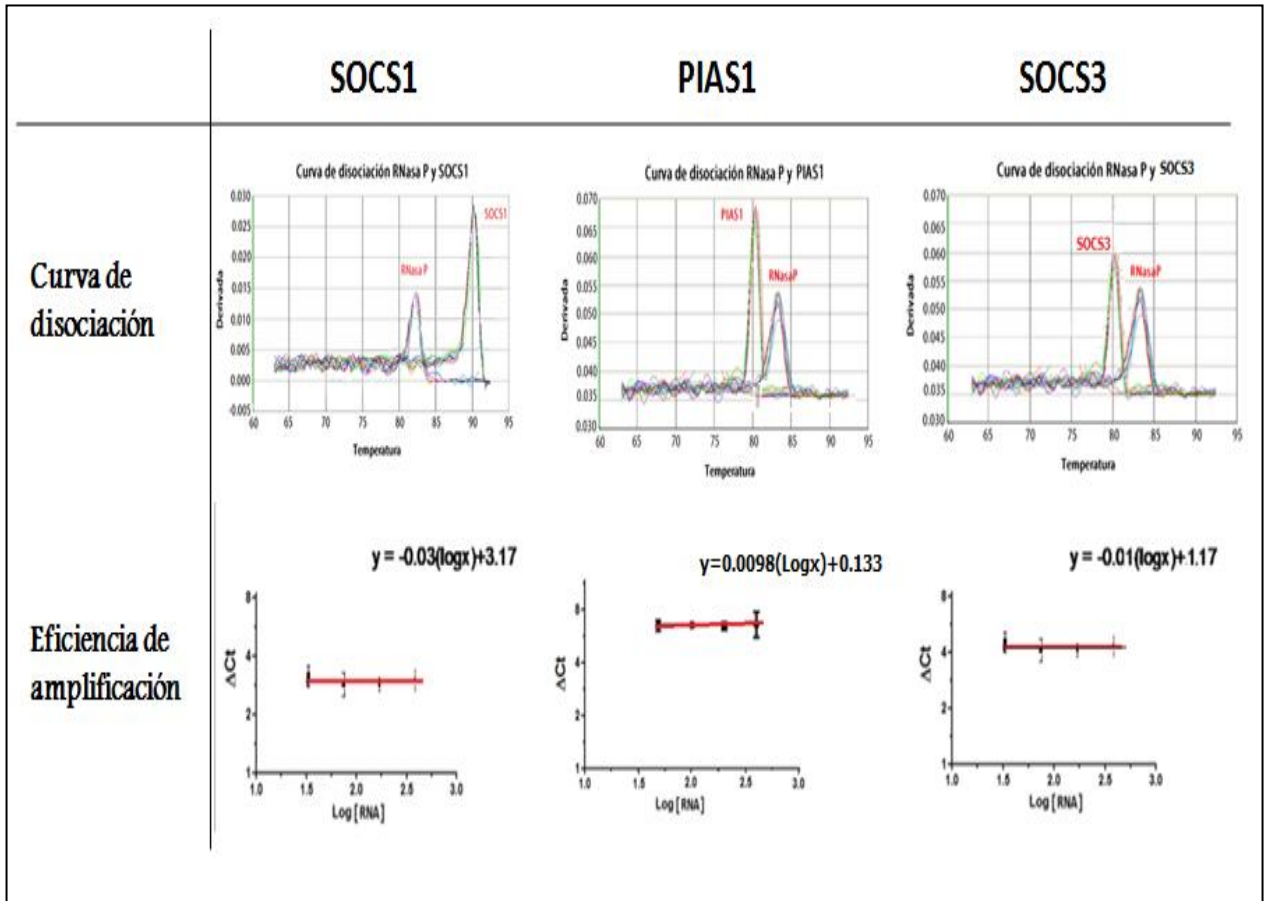 SOCS1 PIAS1 SOCS3
Curva de
disociación
Curva de disociación RNasa P y SOCS1
0.030
0.025
0.020
0.015
0.010
0.005
0.000
-0.005
Derivada
RNasa P
SOCS1
60 65 70 75 80 85 90 95
Temperatura
Curva de disociación RNasa P y PIAS1
0.070
0.065
0.060
0.055
0.050
0.045
0.040
0.035
0.030
Derivada
PIAS1
RNasaP
60 65 70 75 80 85 90 95
Temperatura
Curva de disociación RNasa P y SOCS3
0.070
0.065
0.060
0.055
0.050
0.045
0.040
0.035
0.030
Derivada
SOCS3
RNasaP
60 65 70 75 80 85 90 95
Temperatura
Eficiencia de
amplificación
y = -0.03(logx)+3.17
8
4
2
1
ΔCt
1.0 1.5 2.0 2.5 3.0
Log [RNA]
y=0.0098(Logx)+0.133
8
4
2
1
ΔCt
1.0 1.5 2.0 2.5 3.0
Log [RNA]
y = -0.01(logx)+1.17
8
4
2
1
ΔCt
1.0 1.5 2.0 2.5 3.0
Log [RNA]